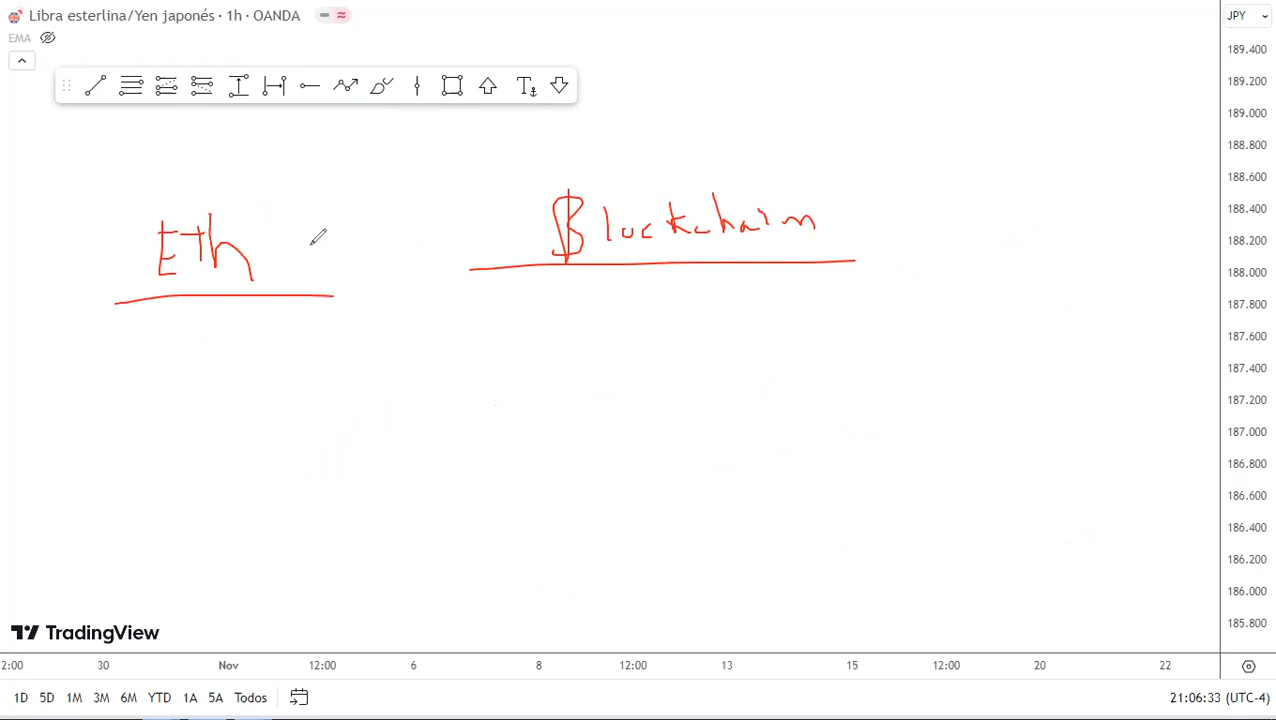 Libra esterlina/Yen japonés · 1h · OANDA
JPY
EMA
Eth
Blockchain
189.400
189.200
189.000
188.800
188.600
188.400
188.200
188.000
187.800
187.600
187.400
187.200
187.000
186.800
186.600
186.400
186.200
186.000
185.800
TradingView
2:00 30 Nov 12:00 6 8 12:00 13 15 12:00 20 22
1D 5D 1M 3M 6M YTD 1A 5A Todos 21:06:33 (UTC-4)